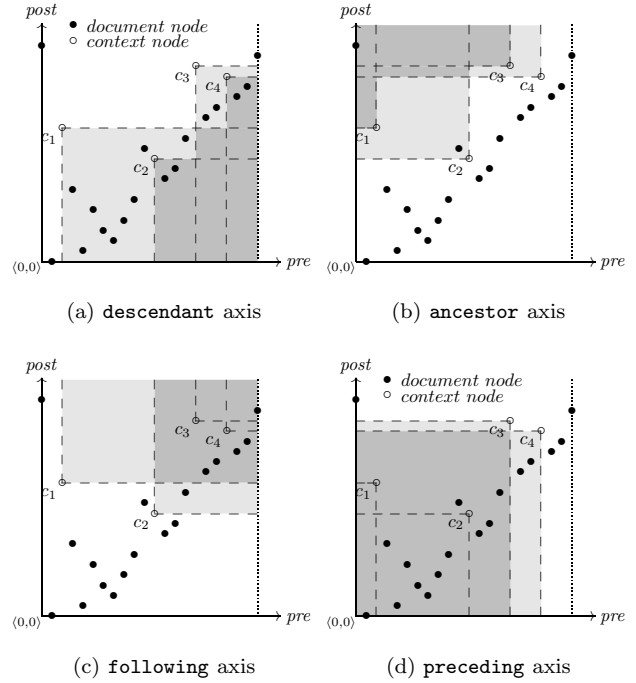 post
document node
context node
c3
c4
c1
c2
⟨0,0⟩
pre
(a) descendant axis
post
c3
c4
c1
c2
⟨0,0⟩
pre
(b) ancestor axis
post
c3
c4
c1
c2
⟨0,0⟩
pre
(c) following axis
post
document node
context node
c3
c4
c1
c2
⟨0,0⟩
pre
(d) preceding axis